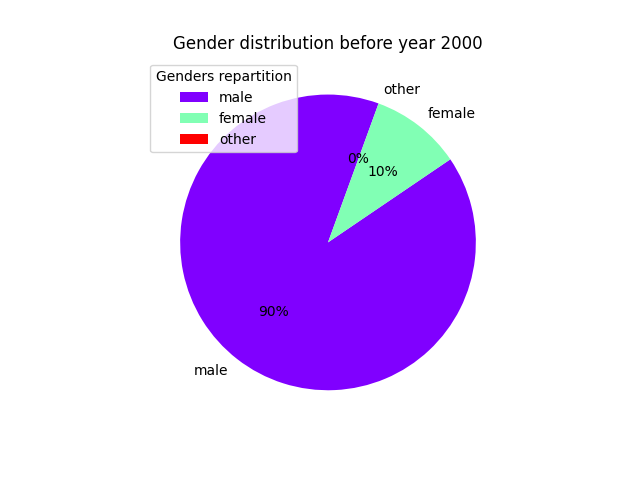 Gender distribution before year 2000
Genders repartition
male
female
other
other
female
0%
10%
90%
male